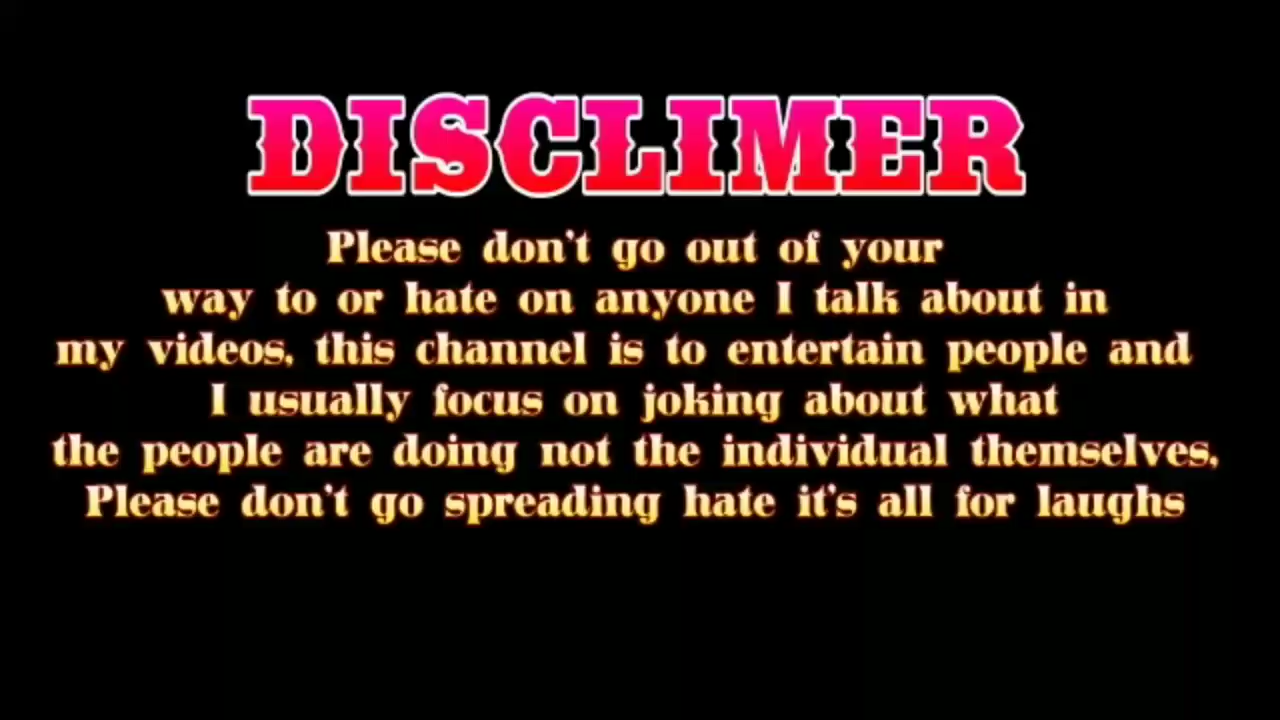 DISCLIMER
Please don't go out of your
way to or hate on anyone I talk about in
my videos, this channel is to entertain people and
I usually focus on joking about what
the people are doing not the individual themselves,
Please don't go spreading hate it's all for laughs